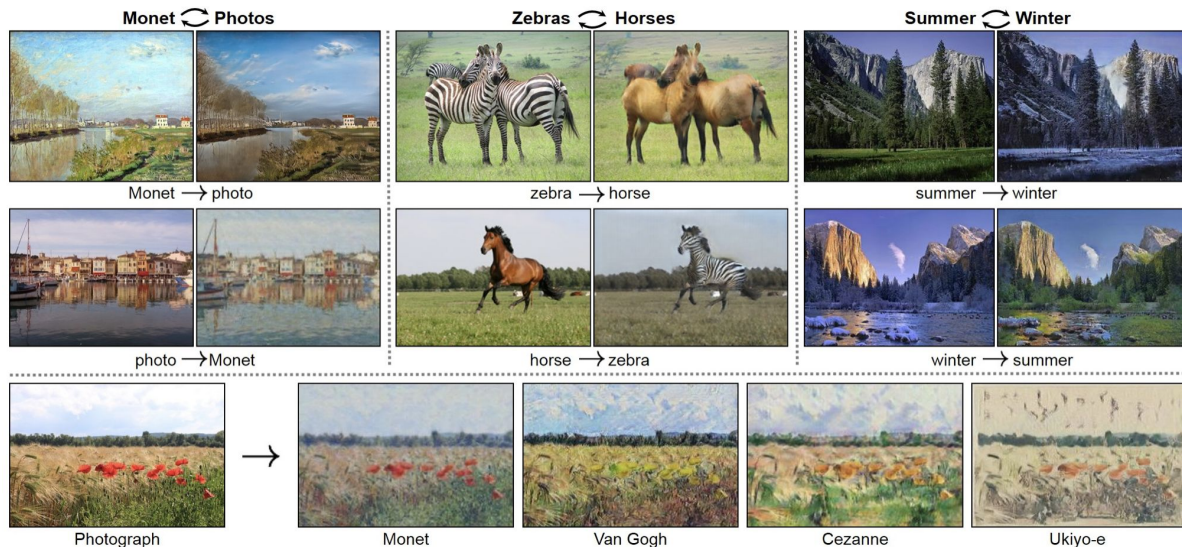 Monet Photos
Zebras Horses
Summer Winter
Monet → photo
zebra → horse
summer → winter
photo → Monet
horse → zebra
winter → summer
Photograph
Monet
Van Gogh
Cezanne
Ukiyo-e